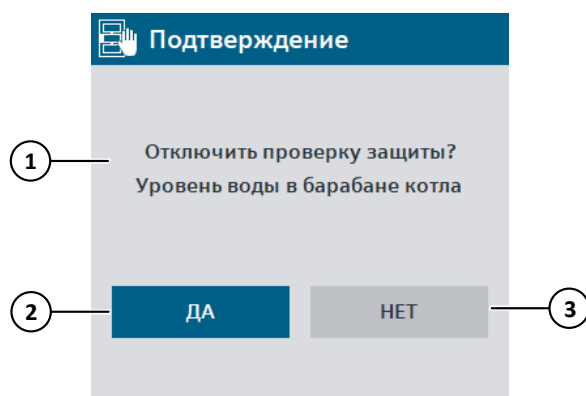 Подтверждение
1
Отключить проверку защиты?
Уровень воды в барабане котла
2
ДА
НЕТ
3